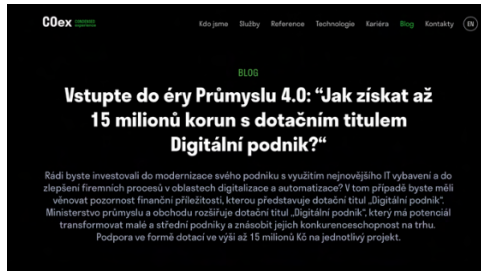 COex
Kdo jsme Služby Reference Technologie Kariéra Blog Kontakty EN
BLOG
Vstupte do éry Průmyslu 4.0: “Jak získat až
15 milionů korun s dotačním titulem
Digitální podnik?“
Rádi byste investovali do modernizace svého podniku s využitím nejnovějšího IT vybavení a do
zlepšení firemních procesů v oblastech digitalizace a automatizace? V tom případě byste měli
věnovat pozornost finanční příležitosti, kterou představuje dotační titul „Digitální podnik“.
Ministerstvo průmyslu a obchodu rozšiřuje dotační titul „Digitální podnik“, který má potenciál
transformovat malé a střední podniky a znásobit jejich konkurenceschopnost na trhu.
Podpora ve formě dotací ve výši až 15 milionů Kč na jednotlivý projekt.